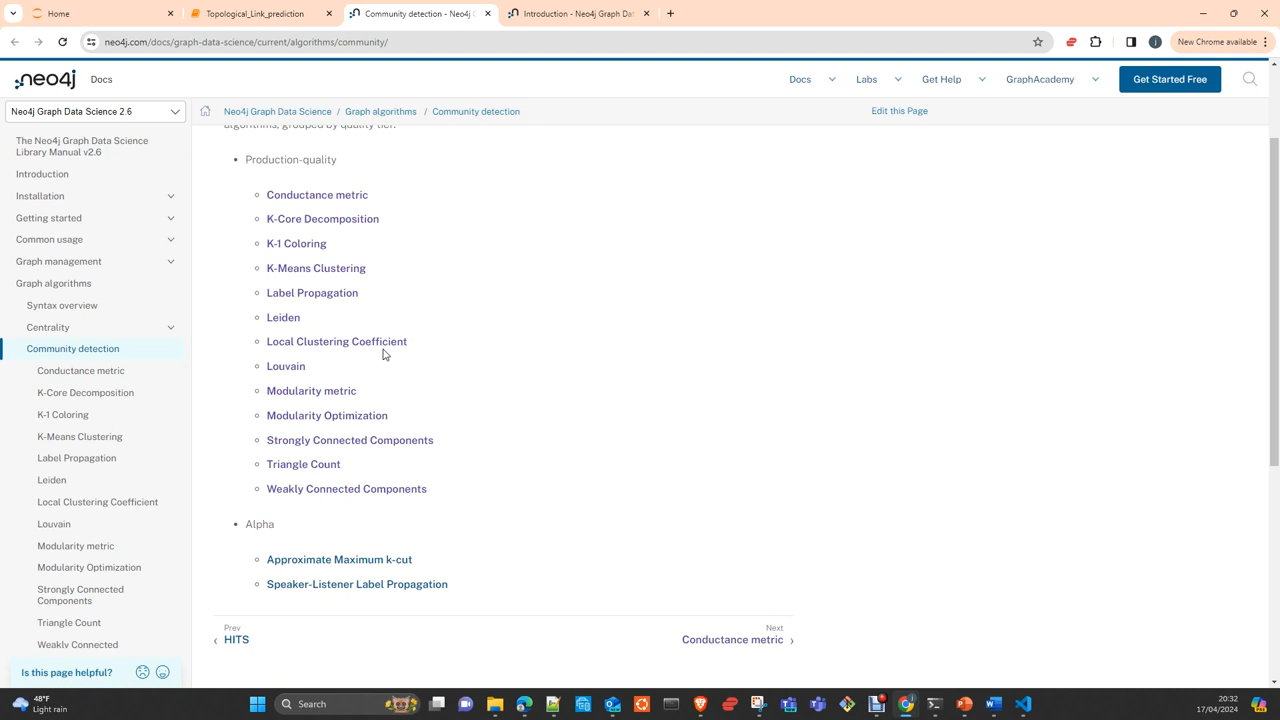 Home
Topological_Link_prediction
Community detection - Neo4j G
Introduction - Neo4j Graph Dat
neo4j.com/docs/graph-data-science/current/algorithms/community/
New Chrome available
neo4j Docs
Docs
Labs
Get Help
GraphAcademy
Get Started Free
Neo4j Graph Data Science 2.6
Neo4j Graph Data Science / Graph algorithms / Community detection
Edit this Page
The Neo4j Graph Data Science
Library Manual v2.6
Introduction
Installation
Getting started
Common usage
Graph management
Graph algorithms
Syntax overview
Centrality
Community detection
Conductance metric
K-Core Decomposition
K-1 Coloring
K-Means Clustering
Label Propagation
Leiden
Local Clustering Coefficient
Louvain
Modularity metric
Modularity Optimization
Strongly Connected
Components
Triangle Count
Weakly Connected
Is this page helpful?
algorithms, grouped by quality tier:
Production-quality
Conductance metric
K-Core Decomposition
K-1 Coloring
K-Means Clustering
Label Propagation
Leiden
Local Clustering Coefficient
Louvain
Modularity metric
Modularity Optimization
Strongly Connected Components
Triangle Count
Weakly Connected Components
Alpha
Approximate Maximum k-cut
Speaker-Listener Label Propagation
Prev
HITS
Next
Conductance metric
48°F
Light rain
Search
20:32
17/04/2024